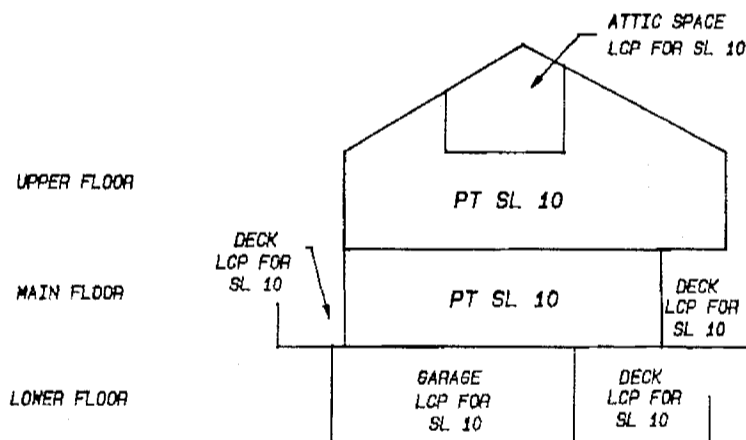 ATTIC SPACE
LCP FOR SL 10
UPPER FLOOR
PT SL 10
DECK
LCP FOR
SL 10
MAIN FLOOR
PT SL 10
DECK
LCP FOR
SL 10
LOWER FLOOR
GARAGE
LCP FOR
SL 10
DECK
LCP FOR
SL 10